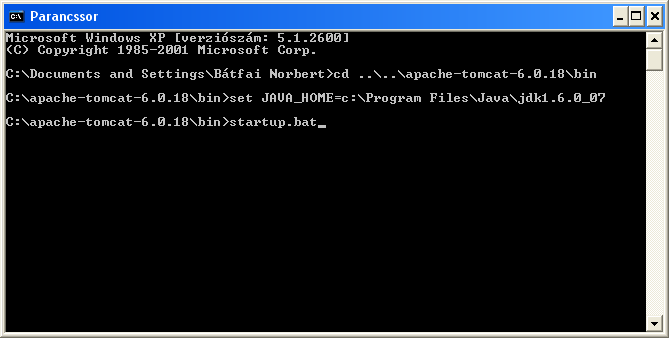 Parancssor
Microsoft Windows XP [verziószám: 5.1.2600]
(C) Copyright 1985-2001 Microsoft Corp.
C:\Documents and Settings\Bátfai Norbert>cd ..\..\apache-tomcat-6.0.18\bin
C:\apache-tomcat-6.0.18\bin>set JAVA_HOME=c:\Program Files\Java\jdk1.6.0_07
C:\apache-tomcat-6.0.18\bin>startup.bat_